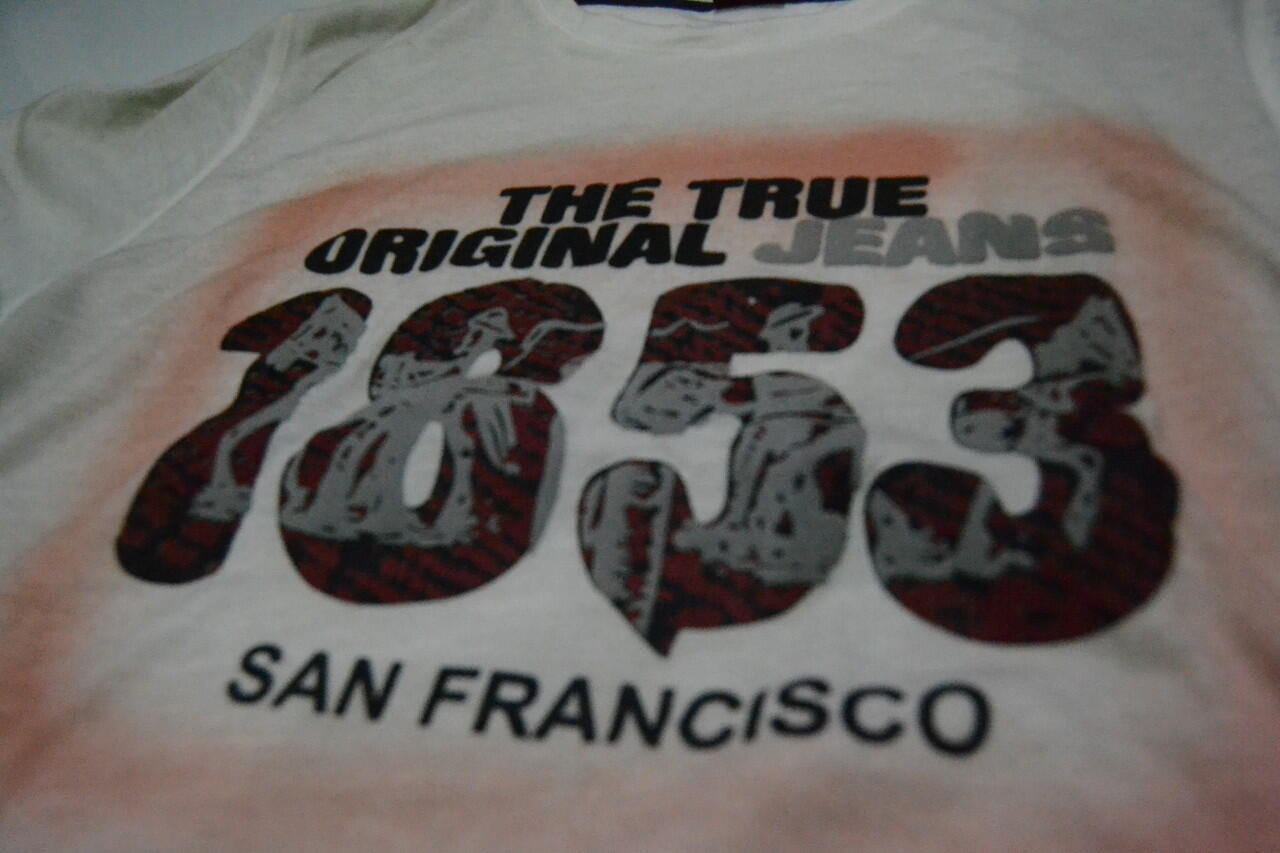 THE TRUE
ORIGINAL JEANS
1853
SAN FRANCISCO